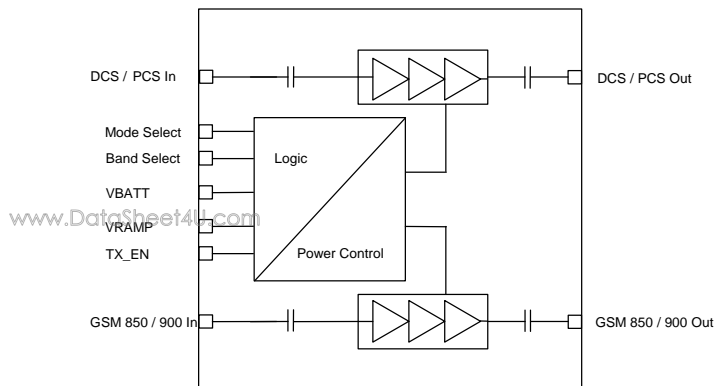 DCS / PCS In
DCS / PCS Out
Mode Select
Band Select
Logic
VBATT
www.DataSheet4U.com
VRAMP
TX_EN
Power Control
GSM 850 / 900 In
GSM 850 / 900 Out